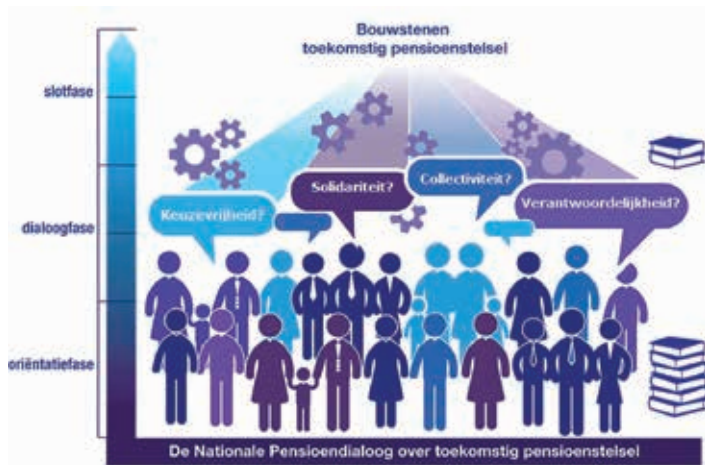 Bouwstenen
toekomstig pensioenstelsel
slotfase
Keuzevrijheid?
Solidariteit?
Collectiviteit?
Verantwoordelijkheid?
dialoogfase
oriëntatiefase
De Nationale Pensioendialoog over toekomstig pensioenstelsel